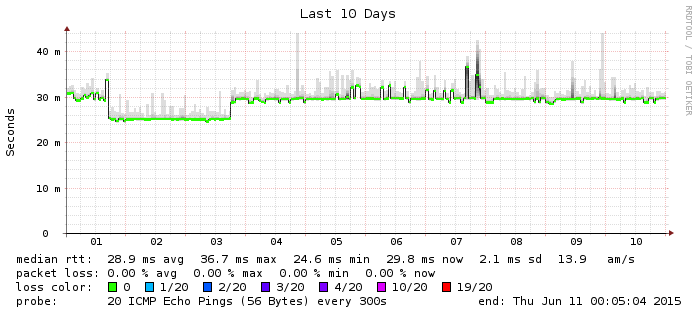 Last 10 Days
RRDTOOL / TOBI OETIKER
Seconds
40 m
30 m
20 m
10 m
0
01 02 03 04 05 06 07 08 09 10
median rtt: 28.9 ms avg 36.7 ms max 24.6 ms min 29.8 ms now 2.1 ms sd 13.9 am/s
packet loss: 0.00 % avg 0.00 % max 0.00 % min 0.00 % now
loss color: 0 1/20 2/20 3/20 4/20 10/20 19/20
probe: 20 ICMP Echo Pings (56 Bytes) every 300s end: Thu Jun 11 00:05:04 2015